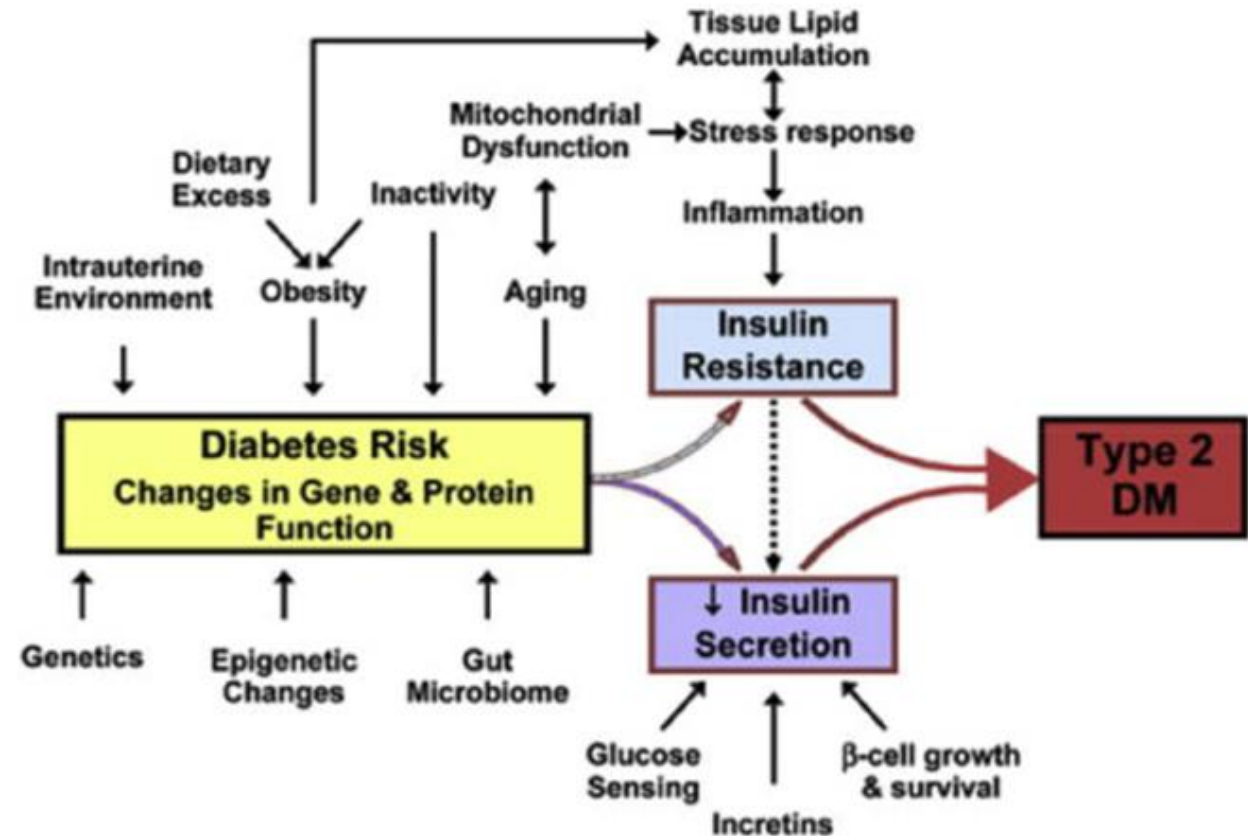 Tissue Lipid
Accumulation
Mitochondrial
Dysfunction
Stress response
Dietary
Excess
Inactivity
Inflammation
Intrauterine
Environment
Obesity
Aging
Insulin
Resistance
Diabetes Risk
Changes in Gene & Protein
Function
Type 2
DM
↓ Insulin
Secretion
Genetics
Epigenetic
Changes
Gut
Microbiome
Glucose
Sensing
β-cell growth
& survival
Incretins